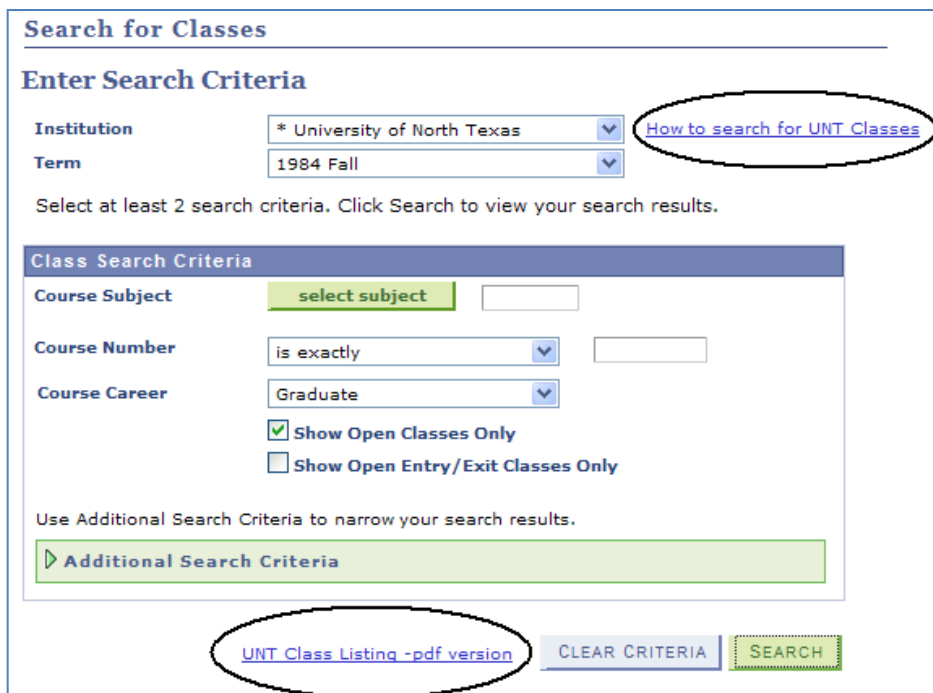 Search for Classes
Enter Search Criteria
Institution * University of North Texas How to search for UNT Classes
Term 1984 Fall
Select at least 2 search criteria. Click Search to view your search results.
Class Search Criteria
Course Subject select subject
Course Number is exactly
Course Career Graduate
Show Open Classes Only
Show Open Entry/Exit Classes Only
Use Additional Search Criteria to narrow your search results.
Additional Search Criteria
UNT Class Listing -pdf version CLEAR CRITERIA SEARCH